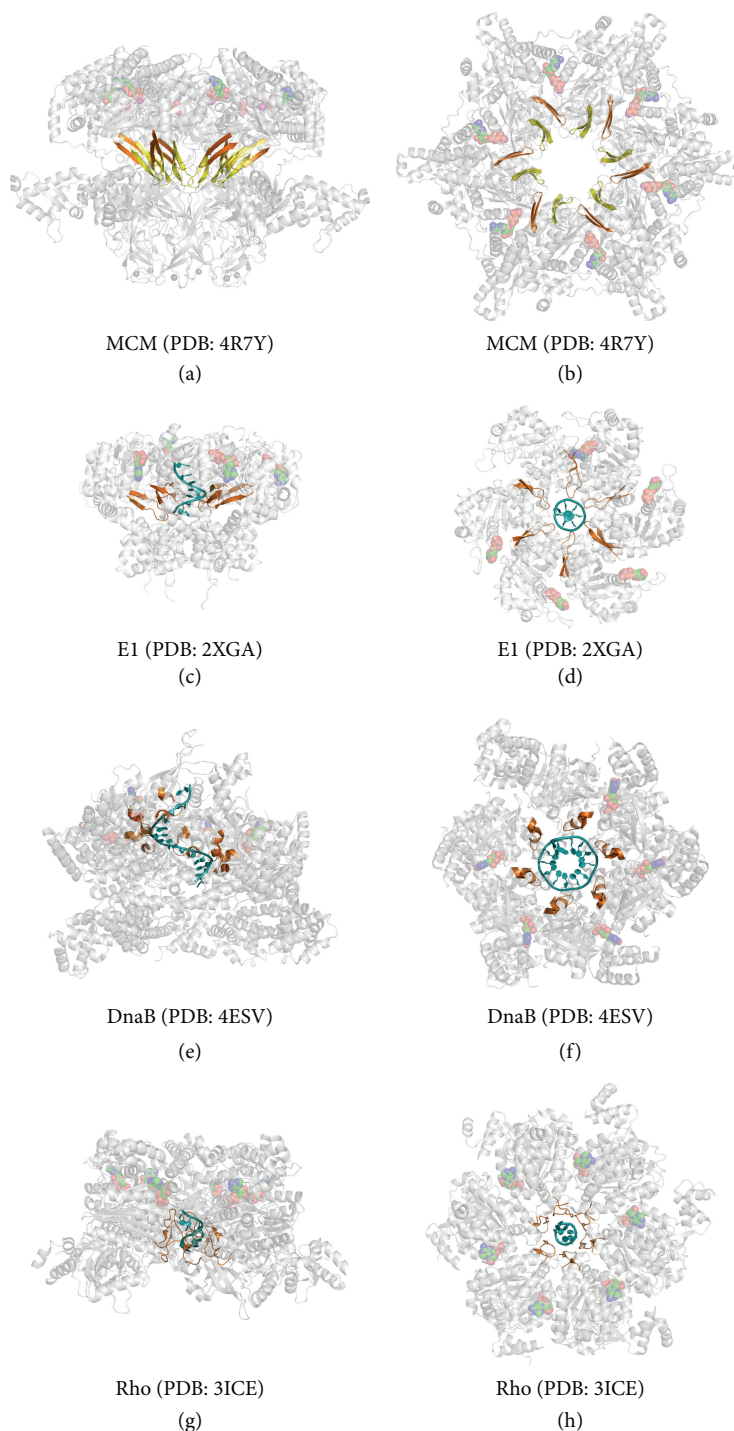 MCM (PDB: 4R7Y)
(a)
MCM (PDB: 4R7Y)
(b)
E1 (PDB: 2XGA)
(c)
E1 (PDB: 2XGA)
(d)
DnaB (PDB: 4ESV)
(e)
DnaB (PDB: 4ESV)
(f)
Rho (PDB: 3ICE)
(g)
Rho (PDB: 3ICE)
(h)